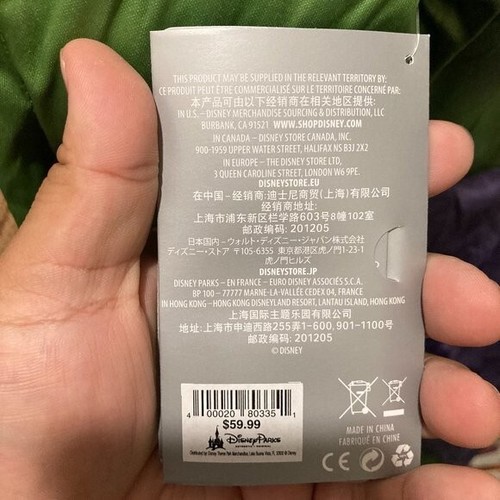 THIS PRODUCT MAY BE SUPPLIED IN THE RELEVANT TERRITORY BY:
CE PRODUIT PEUT ÊTRE COMMERCIALISÉ SUR LE TERRITOIRE CONCERNÉ PAR:
本产品可由以下经销商在相关地区提供:
IN U.S. – DISNEY MERCHANDISE SOURCING & DISTRIBUTION, LLC
BURBANK, CA 91521 WWW.SHOPDISNEY.COM
IN CANADA – DISNEY STORE CANADA, INC.
900-1959 UPPER WATER STREET, HALIFAX NS B3J 2X2
IN EUROPE – THE DISNEY STORE LTD,
3 QUEEN CAROLINE STREET, LONDON W6 9PE.
DISNEYSTORE.EU
在中国 - 经销商: 迪士尼商贸(上海)有限公司
经销商地址:
上海市浦东新区栏学路603号8幢102室
邮政编码: 201205
日本国内 – ウォルト・ディズニー・ジャパン株式会社
ディズニー・ストア 〒105-6355 東京都港区虎ノ門1-23-1
虎ノ門ヒルズ
DISNEYSTORE.JP
DISNEY PARKS – EN FRANCE – EURO DISNEY ASSOCIÉS S.C.A.
BP 100 – 77777 MARNE-LA-VALLÉE CEDEX 04, FRANCE
IN HONG KONG – HONG KONG DISNEYLAND RESORT, LANTAU ISLAND, HONG KONG
上海国际主题乐园有限公司
地址: 上海市申迪西路255弄1-600,901-1100号
邮政编码: 201205
© DISNEY
4 00020 80335 1
$59.99
Disney Parks
MADE IN CHINA
FABRIQUÉ EN CHINE
CE